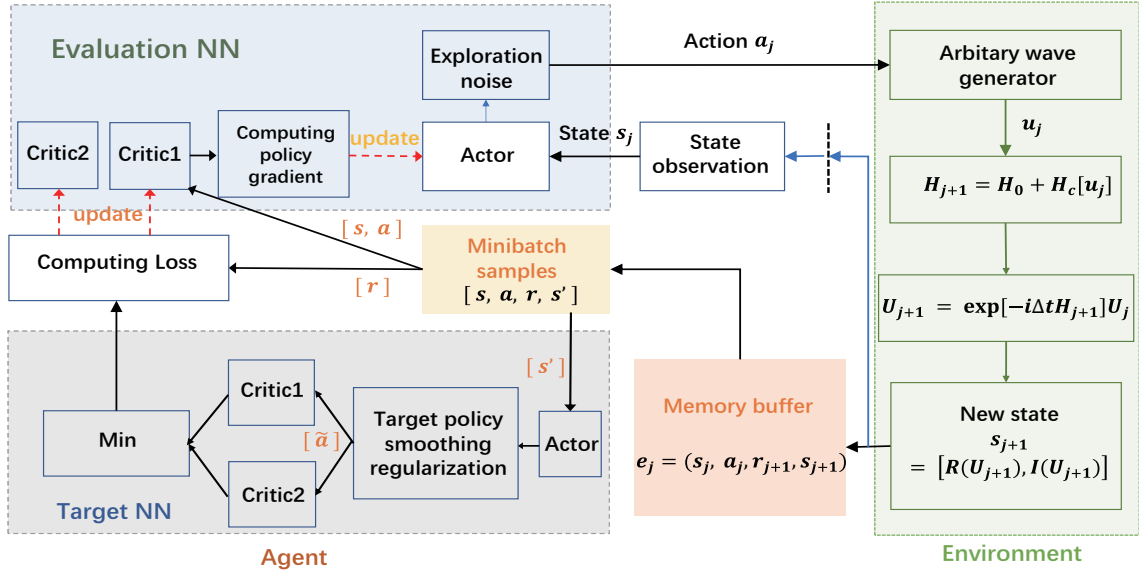 Evaluation NN
Exploration
noise
Action a_j
Arbitary wave
generator
u_j
Critic2
Critic1
Computing
policy
gradient
update
Actor
State s_j
State
observation
H_{j+1} = H_0 + H_c[u_j]
update
[ s, a ]
Computing Loss
[ r ]
Minibatch
samples
[ s, a, r, s' ]
U_{j+1} = exp[−iΔtH_{j+1}]U_j
[ s' ]
Critic1
Min
[ ã ]
Target policy
smoothing
regularization
Actor
Critic2
Target NN
Memory buffer
e_j = (s_j, a_j, r_{j+1}, s_{j+1})
New state
s_{j+1}
= [R(U_{j+1}), I(U_{j+1})]
Agent
Environment